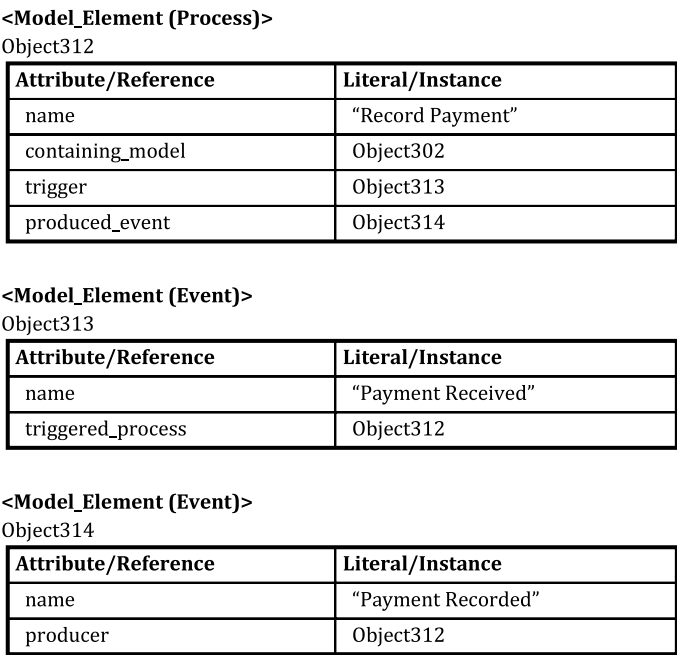 <Model_Element (Process)>
Object312
Attribute/Reference Literal/Instance
name “Record Payment”
containing_model Object302
trigger Object313
produced_event Object314
<Model_Element (Event)>
Object313
Attribute/Reference Literal/Instance
name “Payment Received”
triggered_process Object312
<Model_Element (Event)>
Object314
Attribute/Reference Literal/Instance
name “Payment Recorded”
producer Object312